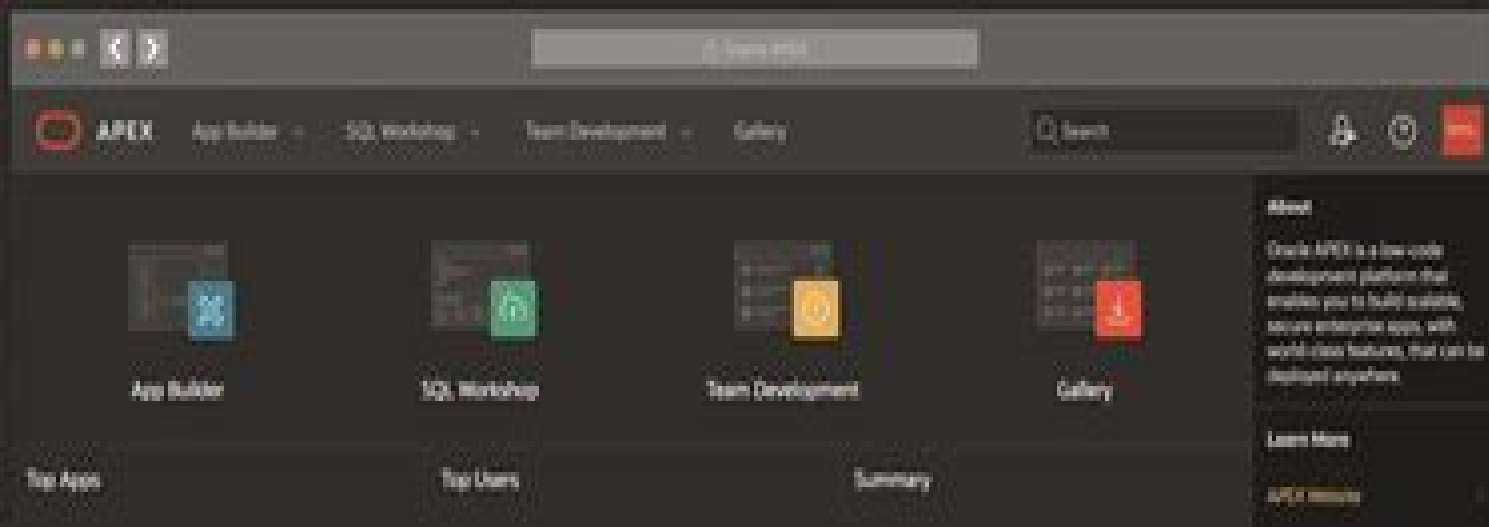 Oracle APEX
APEX App Builder SQL Workshop Team Development Gallery Search
About
Oracle APEX is a low-code
development platform that
enables you to build scalable,
secure enterprise apps, with
world-class features, that can be
deployed anywhere.
App Builder SQL Workshop Team Development Gallery
Learn More
Top Apps Top Users Summary
APEX Website